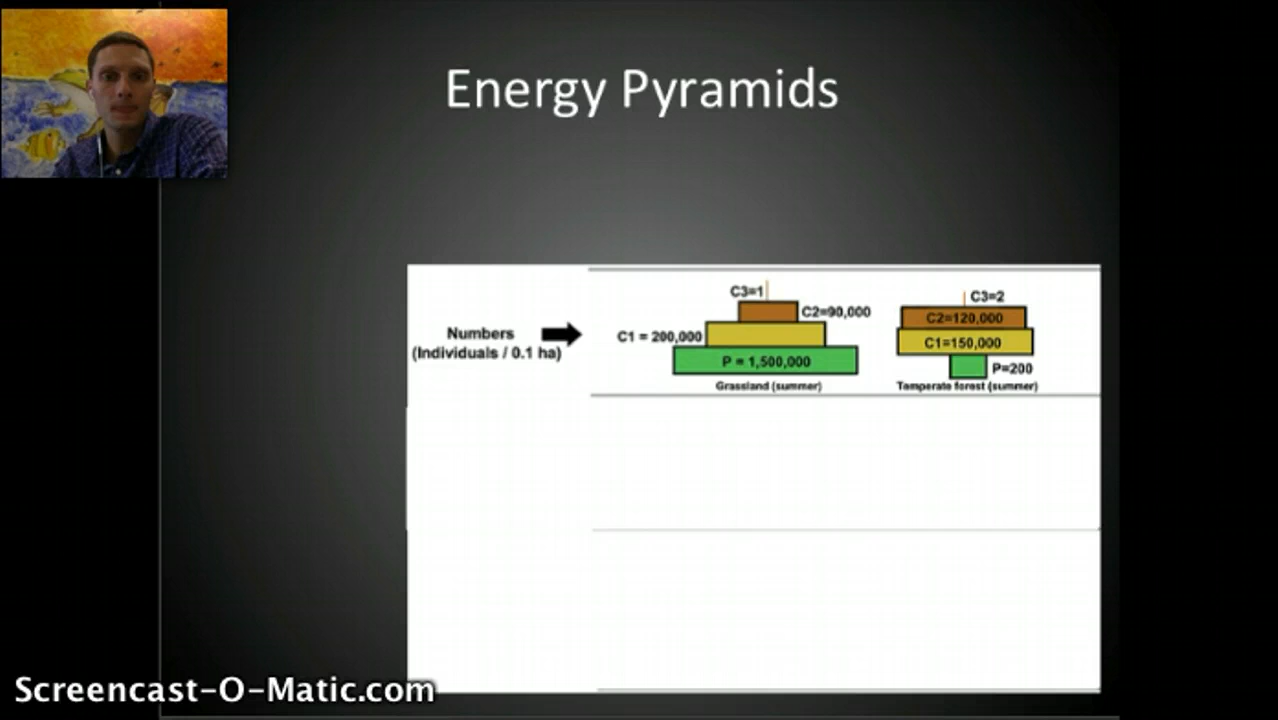 Energy Pyramids
Numbers
(Individuals / 0.1 ha)
C3=1
C2=90,000
C1 = 200,000
P = 1,500,000
Grassland (summer)
C3=2
C2=120,000
C1=150,000
P=200
Temperate forest (summer)
Screencast-O-Matic.com